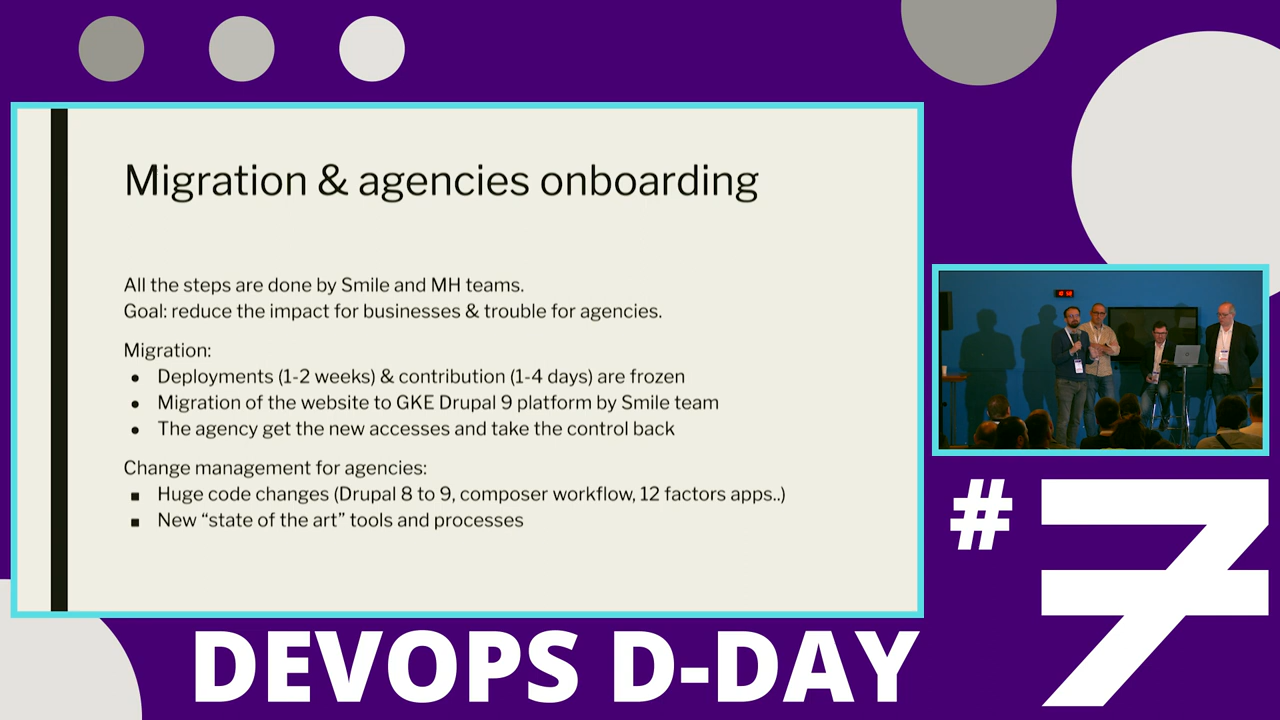 Migration & agencies onboarding
All the steps are done by Smile and MH teams.
Goal: reduce the impact for businesses & trouble for agencies.
Migration:
● Deployments (1-2 weeks) & contribution (1-4 days) are frozen
● Migration of the website to GKE Drupal 9 platform by Smile team
● The agency get the new accesses and take the control back
Change management for agencies:
■ Huge code changes (Drupal 8 to 9, composer workflow, 12 factors apps..)
■ New “state of the art” tools and processes
#7
DEVOPS D-DAY